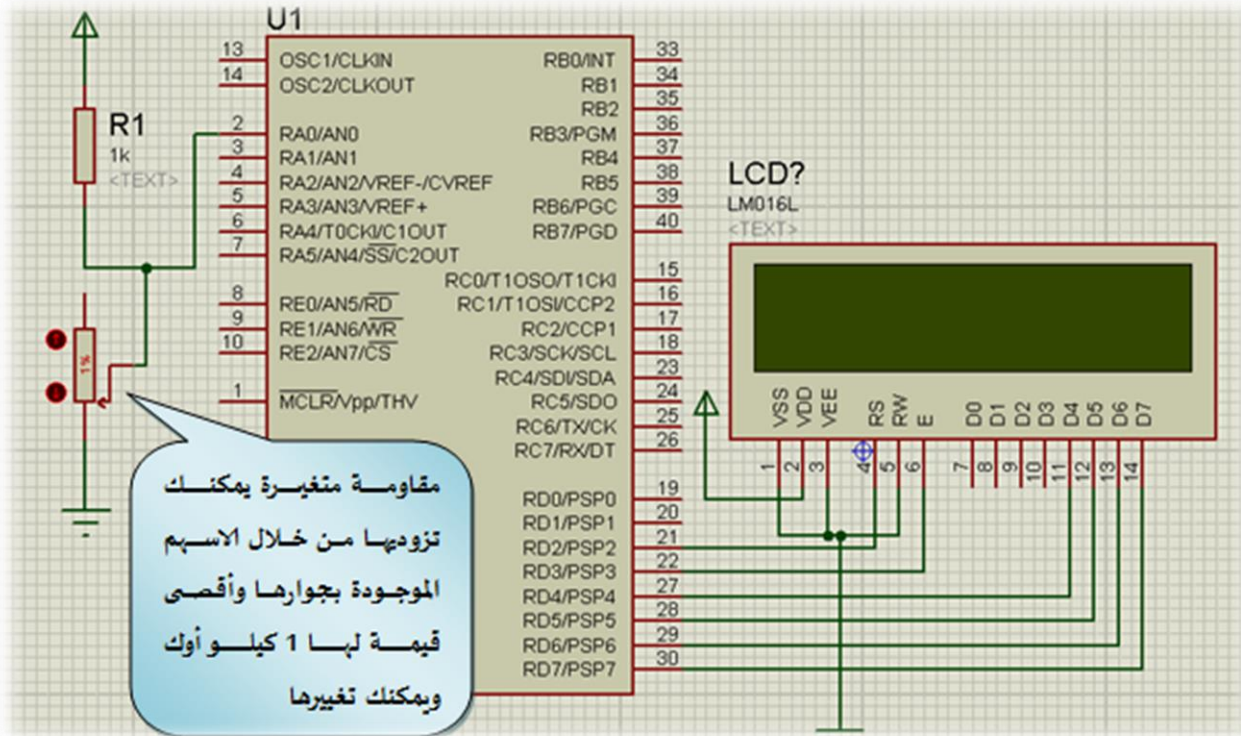 U1
13 OSC1/CLKIN
14 OSC2/CLKOUT
2 RA0/AN0
3 RA1/AN1
4 RA2/AN2/VREF-/CVREF
5 RA3/AN3/VREF+
6 RA4/T0CKI/C1OUT
7 RA5/AN4/SS/C2OUT
8 RE0/AN5/RD
9 RE1/AN6/WR
10 RE2/AN7/CS
1 MCLR/Vpp/THV
RB0/INT 33
RB1 34
RB2 35
RB3/PGM 36
RB4 37
RB5 38
RB6/PGC 39
RB7/PGD 40
RC0/T1OSO/T1CKI 15
RC1/T1OSI/CCP2 16
RC2/CCP1 17
RC3/SCK/SCL 18
RC4/SDI/SDA 23
RC5/SDO 24
RC6/TX/CK 25
RC7/RX/DT 26
RD0/PSP0 19
RD1/PSP1 20
RD2/PSP2 21
RD3/PSP3 22
RD4/PSP4 27
RD5/PSP5 28
RD6/PSP6 29
RD7/PSP7 30
R1
1k
<TEXT>
1%
LCD?
LM016L
<TEXT>
VSS VDD VEE RS RW E D0 D1 D2 D3 D4 D5 D6 D7
1 2 3 4 5 6 7 8 9 10 11 12 13 14
مقاومة متغيرة يمكنك
تزوديها من خلال الاسهم
الموجودة بجوارها وأقصى
قيمة لها 1 كيلو أوك
ويمكنك تغييرها